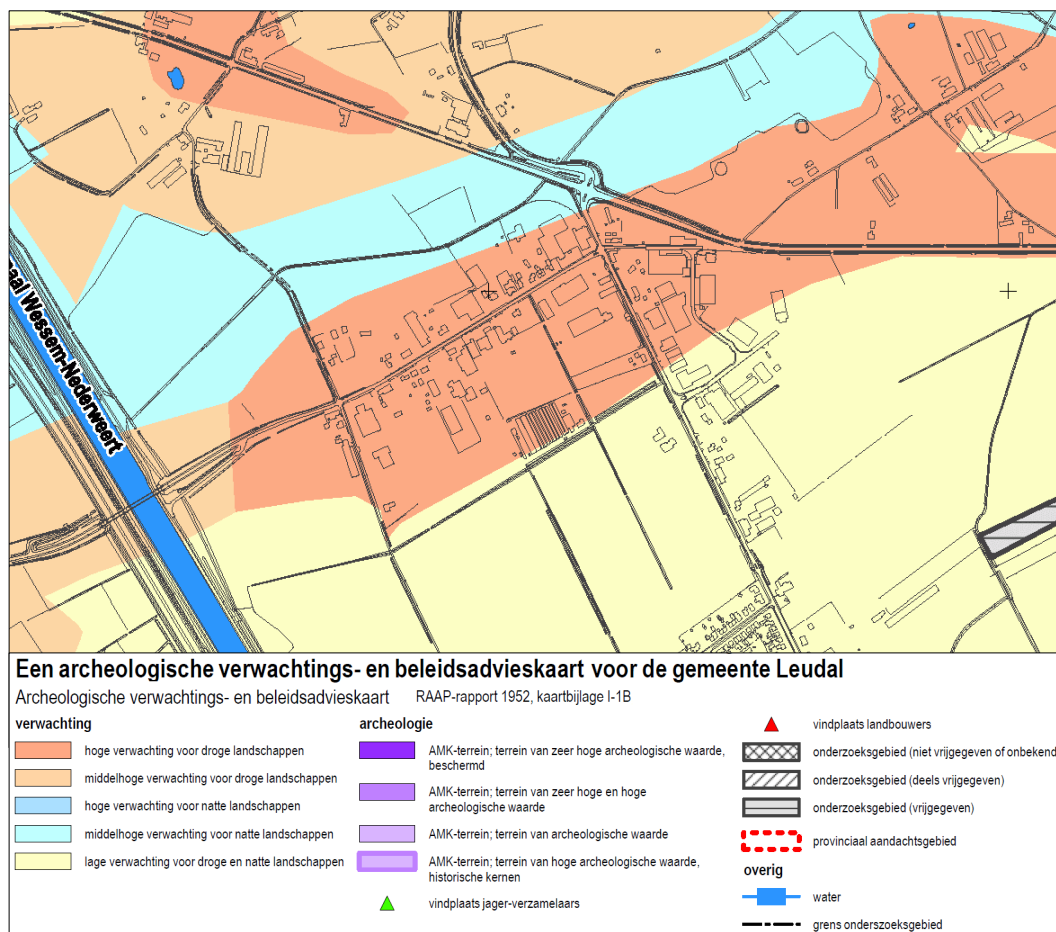 aal Wessem-Nederweert
Een archeologische verwachtings- en beleidsadvieskaart voor de gemeente Leudal
Archeologische verwachtings- en beleidsadvieskaart RAAP-rapport 1952, kaartbijlage I-1B
verwachting
hoge verwachting voor droge landschappen
middelhoge verwachting voor droge landschappen
hoge verwachting voor natte landschappen
middelhoge verwachting voor natte landschappen
lage verwachting voor droge en natte landschappen
archeologie
AMK-terrein; terrein van zeer hoge archeologische waarde,
beschermd
AMK-terrein; terrein van zeer hoge en hoge
archeologische waarde
AMK-terrein; terrein van archeologische waarde
AMK-terrein; terrein van hoge archeologische waarde,
historische kernen
vindplaats jager-verzamelaars
vindplaats landbouwers
onderzoeksgebied (niet vrijgegeven of onbekend
onderzoeksgebied (deels vrijgegeven)
onderzoeksgebied (vrijgegeven)
provinciaal aandachtsgebied
overig
water
grens onderszoeksgebied